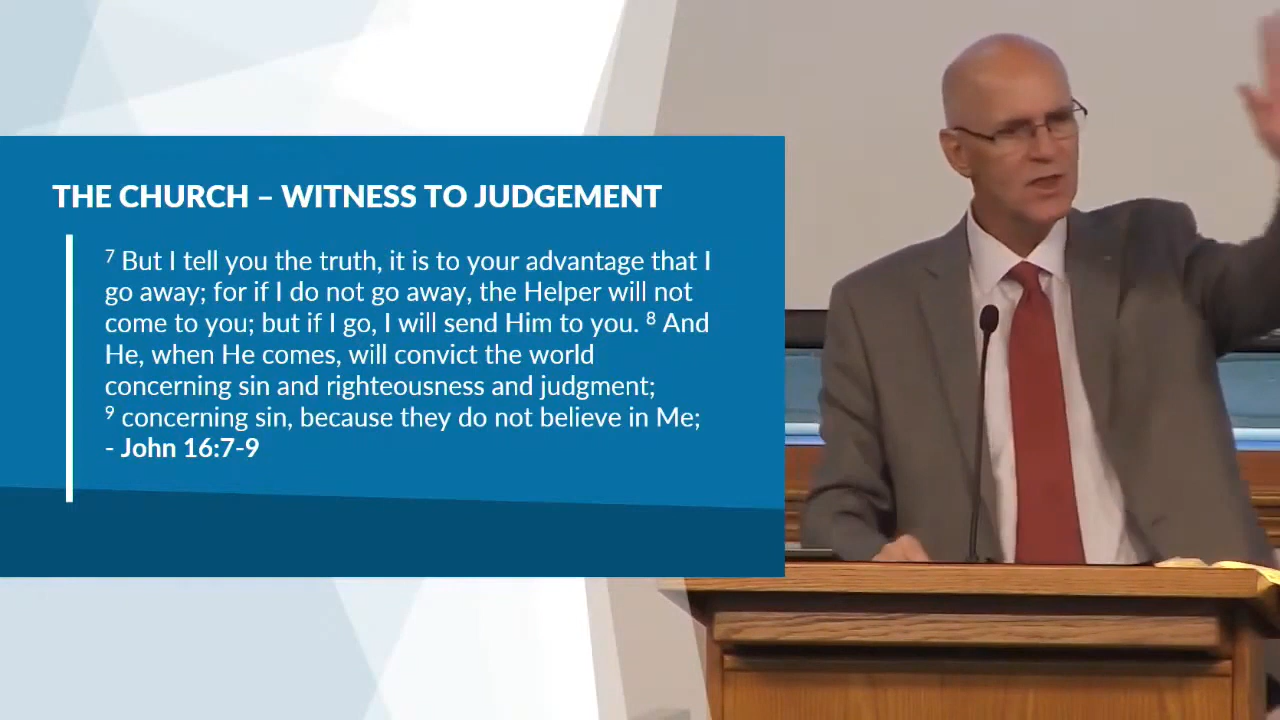 THE CHURCH – WITNESS TO JUDGEMENT
⁷ But I tell you the truth, it is to your advantage that I
go away; for if I do not go away, the Helper will not
come to you; but if I go, I will send Him to you. ⁸ And
He, when He comes, will convict the world
concerning sin and righteousness and judgment;
⁹ concerning sin, because they do not believe in Me;
- John 16:7-9